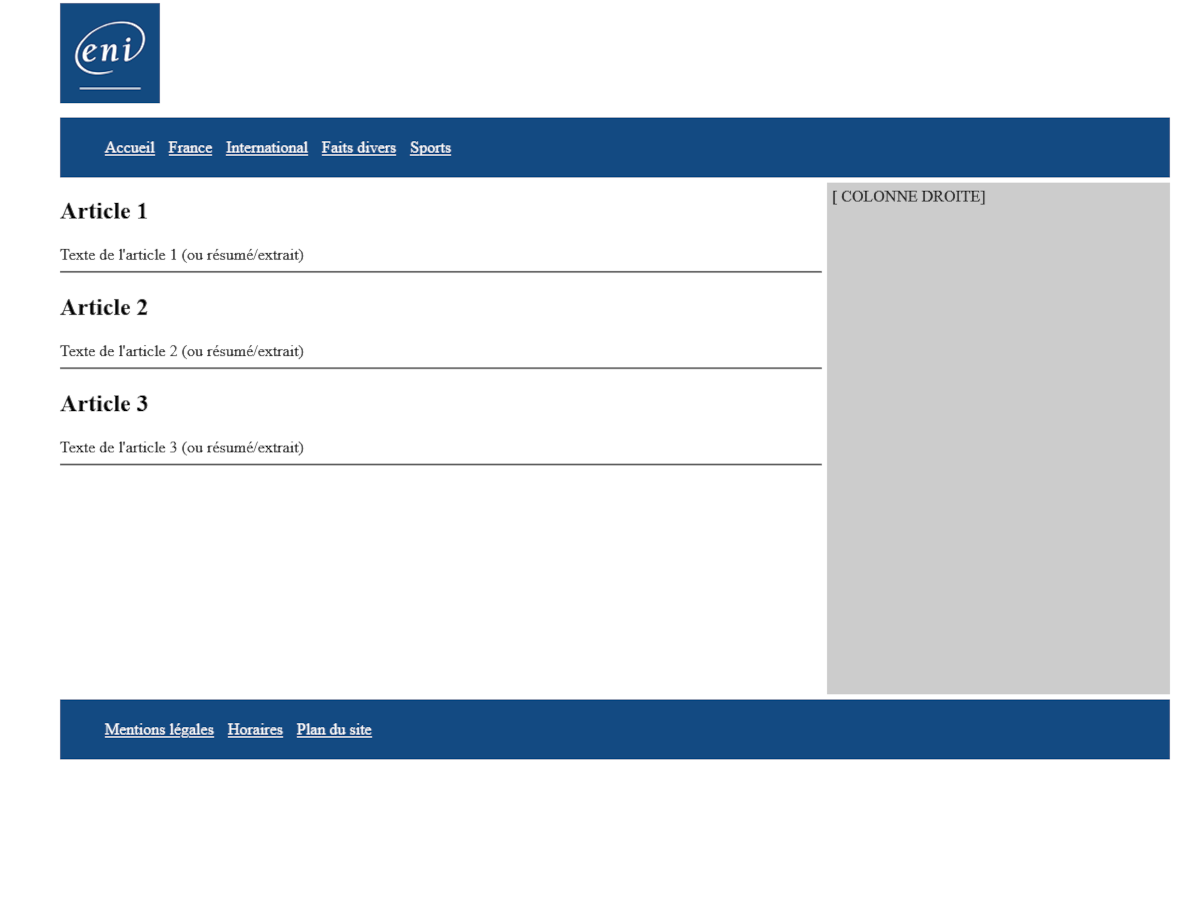 eni
Accueil France International Faits divers Sports
Article 1
Texte de l'article 1 (ou résumé/extrait)
Article 2
Texte de l'article 2 (ou résumé/extrait)
Article 3
Texte de l'article 3 (ou résumé/extrait)
[ COLONNE DROITE]
Mentions légales Horaires Plan du site